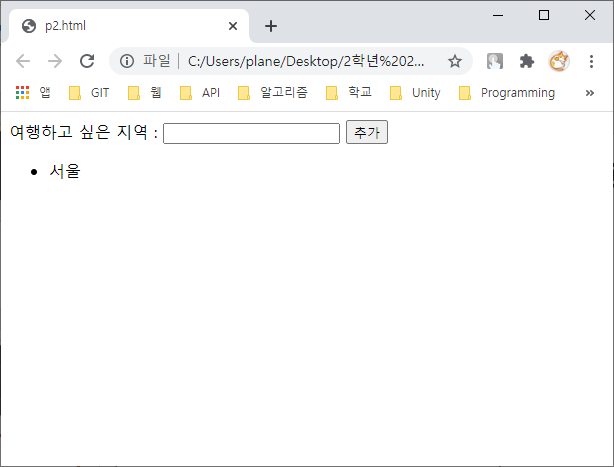 p2.html
파일 C:/Users/plane/Desktop/2학년%202...
앱 GIT 웹 API 알고리즘 학교 Unity Programming »
여행하고 싶은 지역 : 추가
• 서울